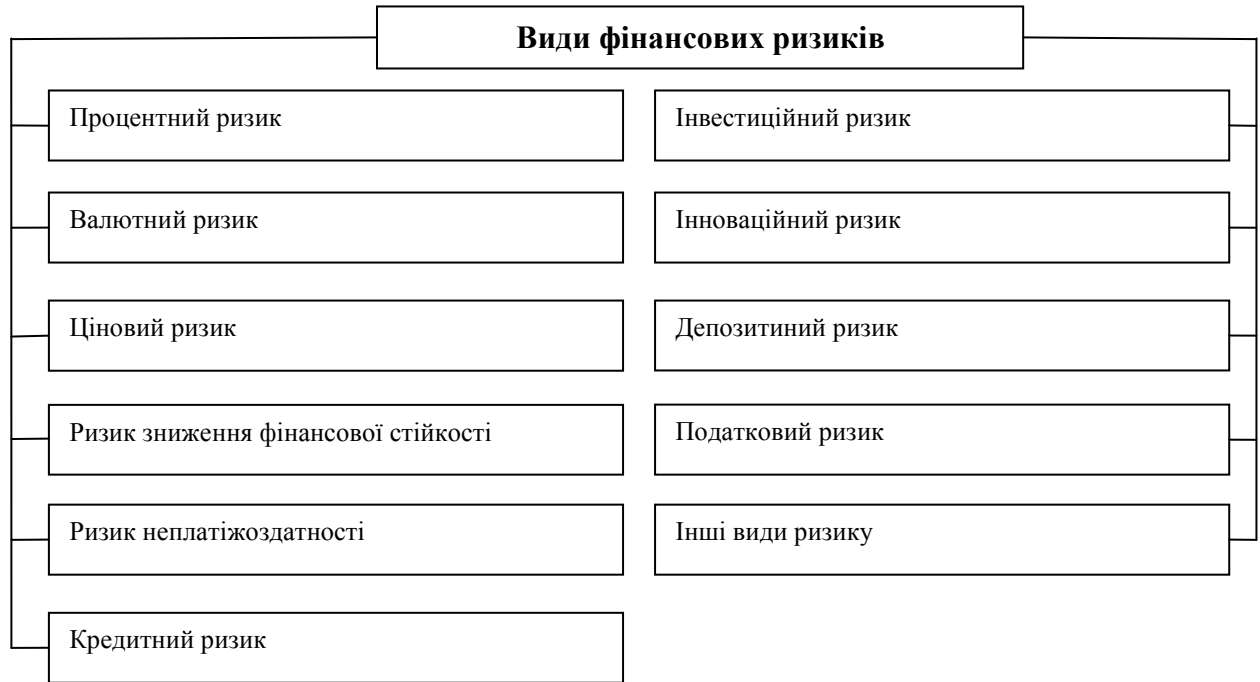 Види фінансових ризиків
Процентний ризик
Валютний ризик
Ціновий ризик
Ризик зниження фінансової стійкості
Ризик неплатіжоздатності
Кредитний ризик
Інвестиційний ризик
Інноваційний ризик
Депозитиний ризик
Податковий ризик
Інші види ризику